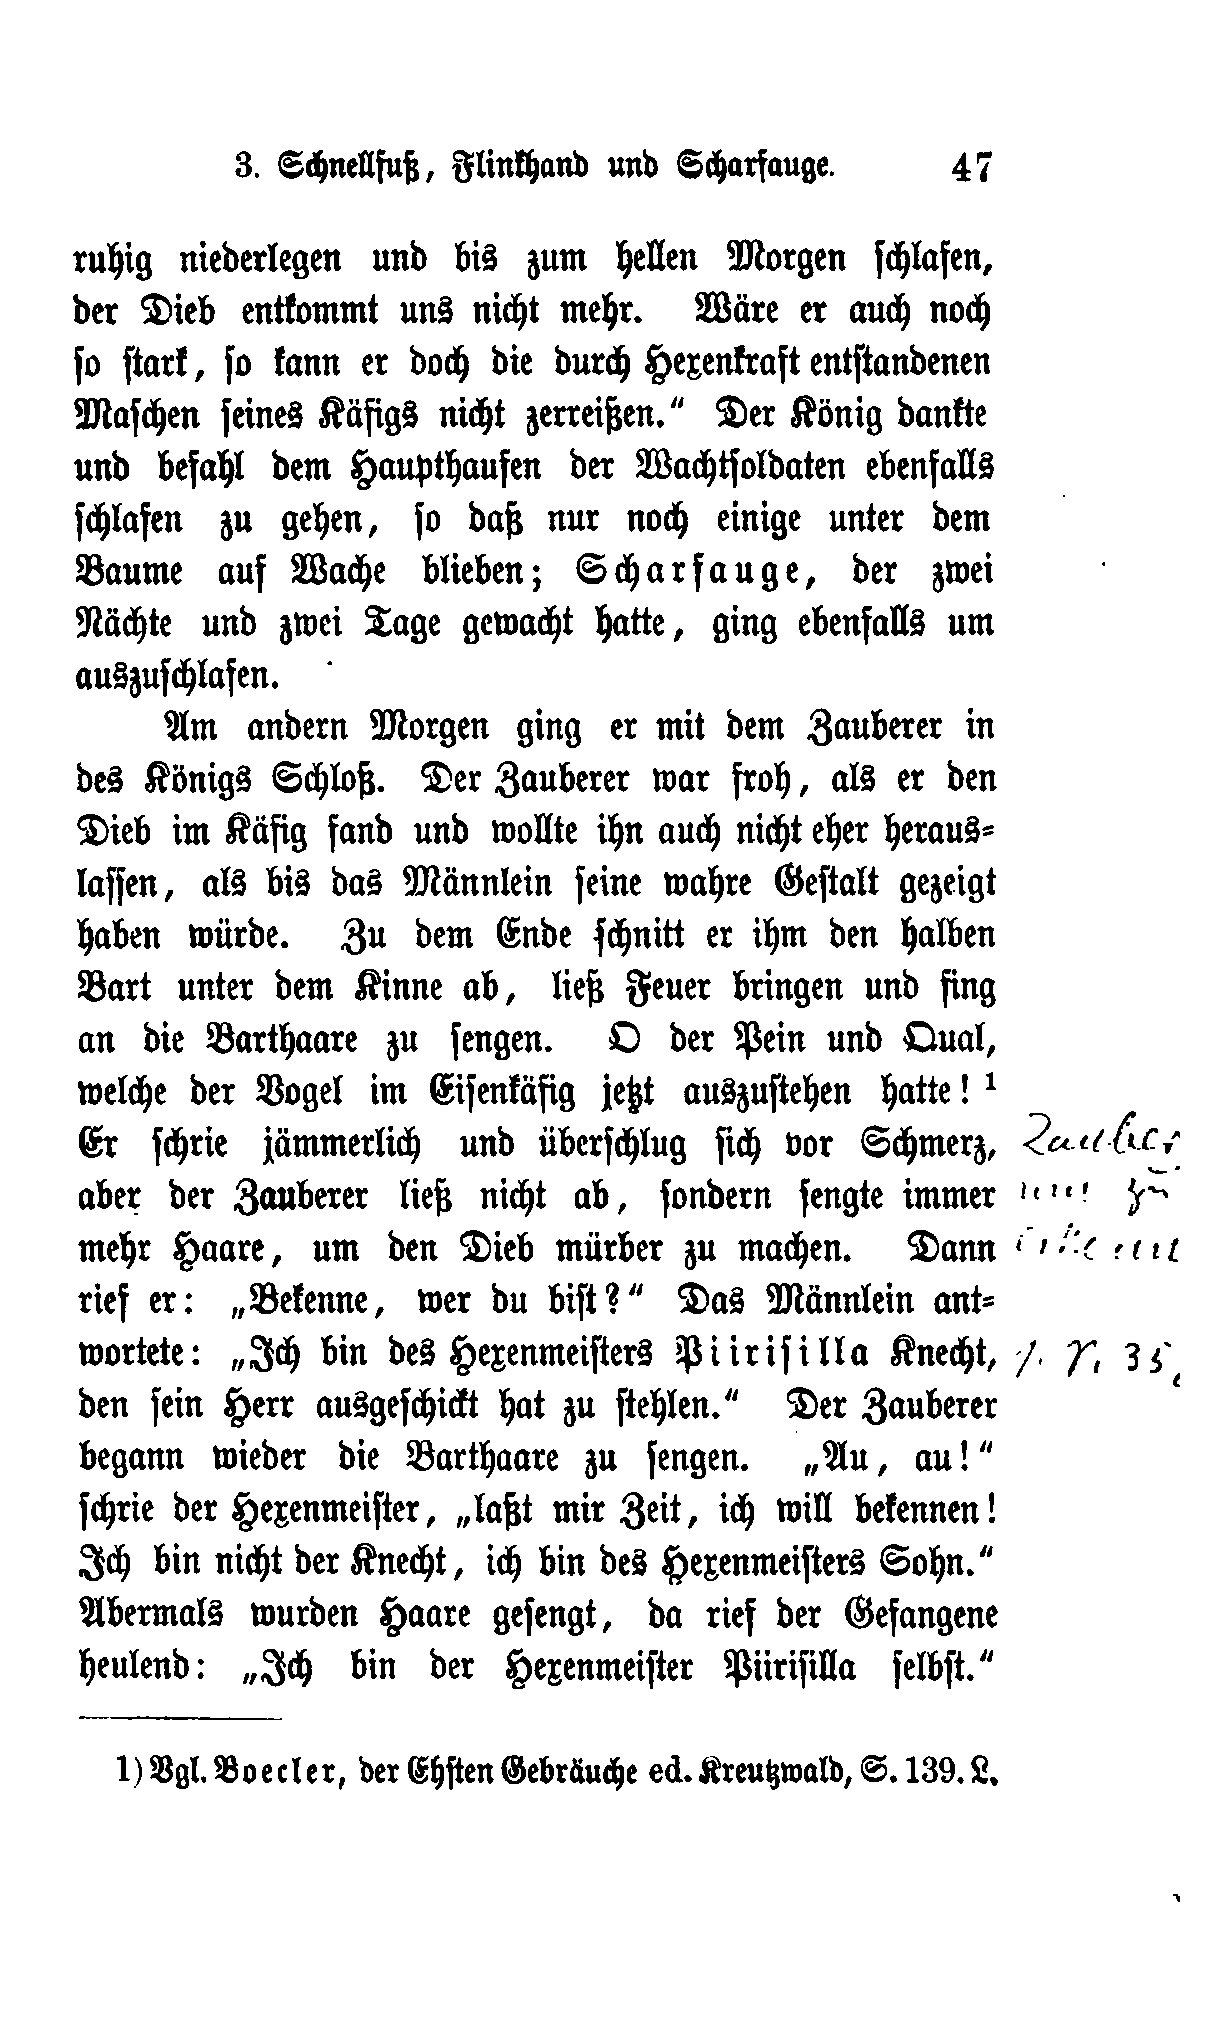 3. Schnellfuß, Flinkhand und Scharfauge. 47
ruhig niederlegen und bis zum hellen Morgen schlafen,
der Dieb entkommt uns nicht mehr. Wäre er auch noch
so stark, so kann er doch die durch Hexenkraft entstandenen
Maschen seines Käfigs nicht zerreißen.“ Der König dankte
und befahl dem Haupthaufen der Wachtsoldaten ebenfalls
schlafen zu gehen, so daß nur noch einige unter dem
Baume auf Wache blieben; Scharfauge, der zwei
Nächte und zwei Tage gewacht hatte, ging ebenfalls um
auszuschlafen.
Am andern Morgen ging er mit dem Zauberer in
des Königs Schloß. Der Zauberer war froh, als er den
Dieb im Käfig fand und wollte ihn auch nicht eher heraus-
lassen, als bis das Männlein seine wahre Gestalt gezeigt
haben würde. Zu dem Ende schnitt er ihm den halben
Bart unter dem Kinne ab, ließ Feuer bringen und fing
an die Barthaare zu sengen. O der Pein und Qual,
welche der Vogel im Eisenkäfig jetzt auszustehen hatte! 1
Er schrie jämmerlich und überschlug sich vor Schmerz,
aber der Zauberer ließ nicht ab, sondern sengte immer
mehr Haare, um den Dieb mürber zu machen. Dann
rief er: „Bekenne, wer du bist?“ Das Männlein ant-
wortete: „Ich bin des Hexenmeisters Piirisilla Knecht,
den sein Herr ausgeschickt hat zu stehlen.“ Der Zauberer
begann wieder die Barthaare zu sengen. „Au, au!“
schrie der Hexenmeister, „laßt mir Zeit, ich will bekennen!
Ich bin nicht der Knecht, ich bin des Hexenmeisters Sohn.“
Abermals wurden Haare gesengt, da rief der Gefangene
heulend: „Ich bin der Hexenmeister Piirisilla selbst.“
1) Vgl. Boecler, der Ehsten Gebräuche ed. Kreutzwald, S. 139. L.
Zauber
zu
35